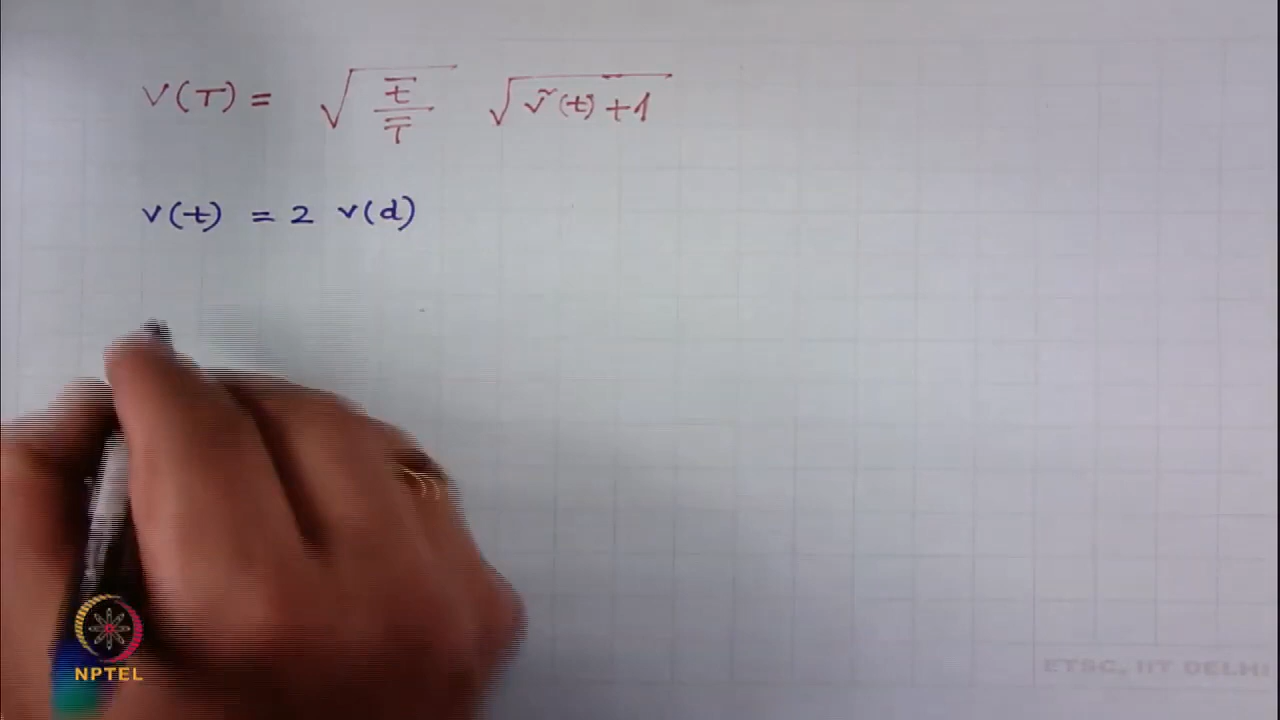 V(T) = √(t̄/T̄) √(v²(t) + 1)
v(t) = 2 v(d)
NPTEL
ETSC, IIT DELHI